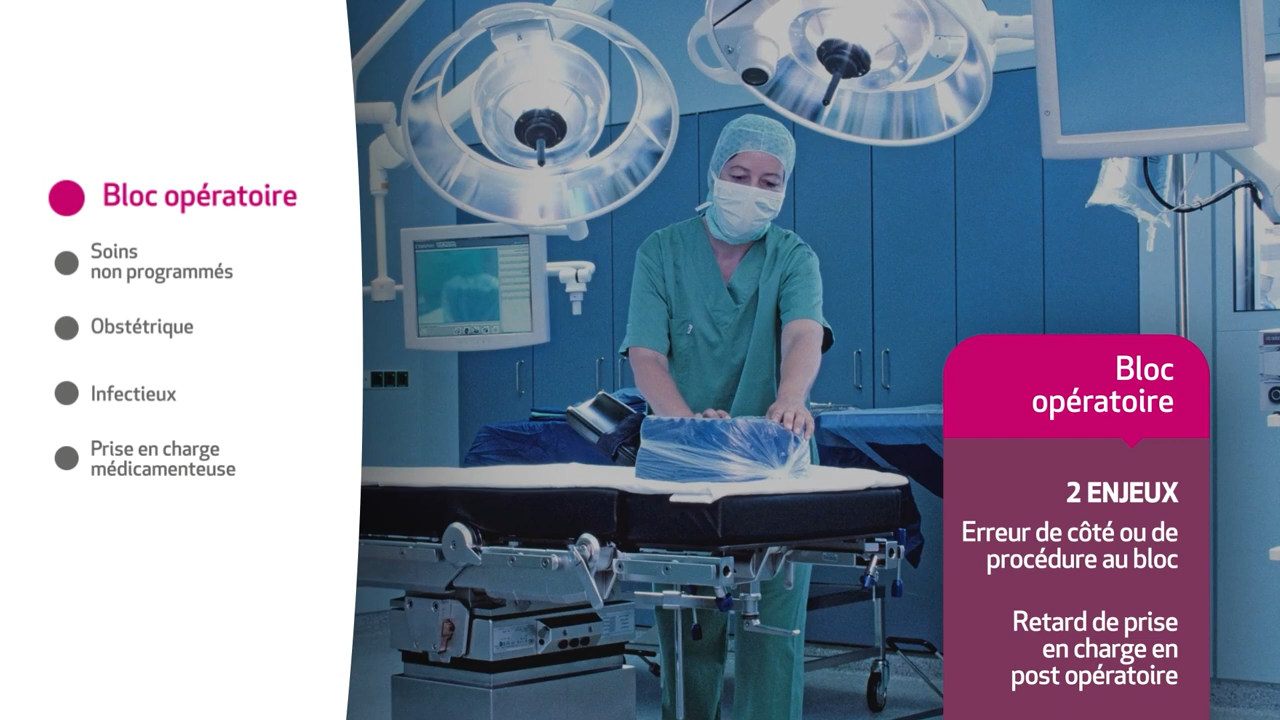 Bloc opératoire
Soins
non programmés
Obstétrique
Infectieux
Prise en charge
médicamenteuse
Bloc
opératoire
2 ENJEUX
Erreur de côté ou de
procédure au bloc
Retard de prise
en charge en
post opératoire